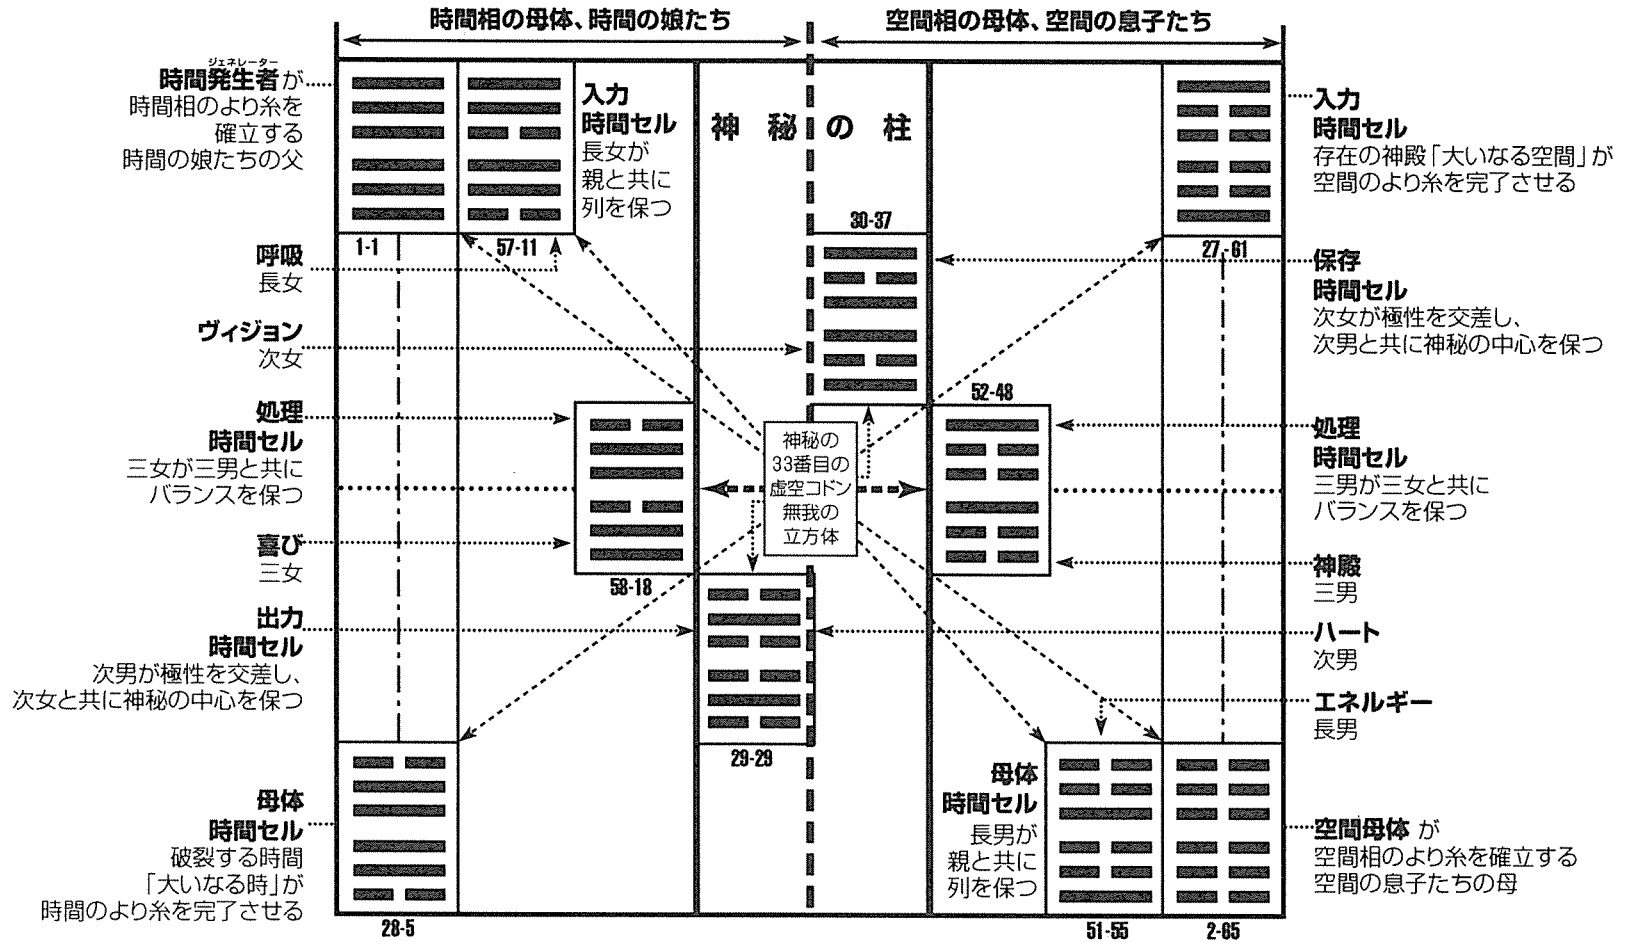 時間相の母体、時間の娘たち
空間相の母体、空間の息子たち
ジェネレーター
時間発生者が
時間相のより糸を
確立する
時間の娘たちの父
入力
時間セル
長女が
親と共に
列を保つ
神秘の柱
入力
時間セル
存在の神殿「大いなる空間」が
空間のより糸を完了させる
1-1
57-11
30-37
27-61
呼吸
長女
ヴィジョン
次女
保存
時間セル
次女が極性を交差し、
次男と共に神秘の中心を保つ
処理
時間セル
三女が三男と共に
バランスを保つ
52-48
神秘の
33番目の
虚空コドン
無我の
立方体
処理
時間セル
三男が三女と共に
バランスを保つ
喜び
三女
58-18
神殿
三男
出力
時間セル
次男が極性を交差し、
次女と共に神秘の中心を保つ
ハート
次男
29-29
エネルギー
長男
母体
時間セル
破裂する時間
「大いなる時」が
時間のより糸を完了させる
28-5
母体
時間セル
長男が
親と共に
列を保つ
51-55
2-65
空間母体 が
空間相のより糸を確立する
空間の息子たちの母